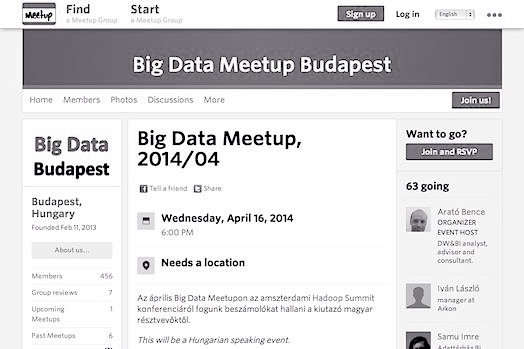 Meetup
Find
a Meetup Group
Start
a Meetup Group
Sign up
Log in
English
Big Data Meetup Budapest
Home
Members
Photos
Discussions
More
Join us!
Big Data
Budapest
Budapest,
Hungary
Founded Feb 11, 2013
About us...
Members 456
Group reviews 7
Upcoming 1
Meetups
Past Meetups 6
Big Data Meetup,
2014/04
Tell a friend
Share
Wednesday, April 16, 2014
6:00 PM
Needs a location
Az április Big Data Meetupon az amszterdami Hadoop Summit
konferenciáról fogunk beszámolókat hallani a kiutazó magyar
résztvevőktől.
This will be a Hungarian speaking event.
Want to go?
Join and RSVP
63 going
Arató Bence
ORGANIZER
EVENT HOST
DW&BI analyst,
advisor and
consultant.
Iván László
manager at
Arkon
Samu Imre